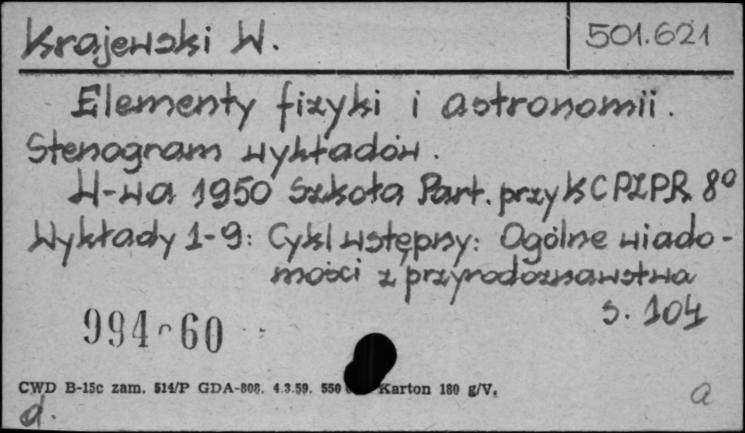 Krajewski W.
501.621
Elementy fizyki i astronomii.
Stenogram wykładów.
W-wa 1950 Szkoła Part. przy KC PZPR 8°
Wykłady 1-9: Cykl wstępny: Ogólne wiado-
mości z przyrodoznawstwa
s. 104
994 60
CWD B-15c zam. 514/P GDA-808. 4.3.59. 550 Karton 180 g/V.
a
d.